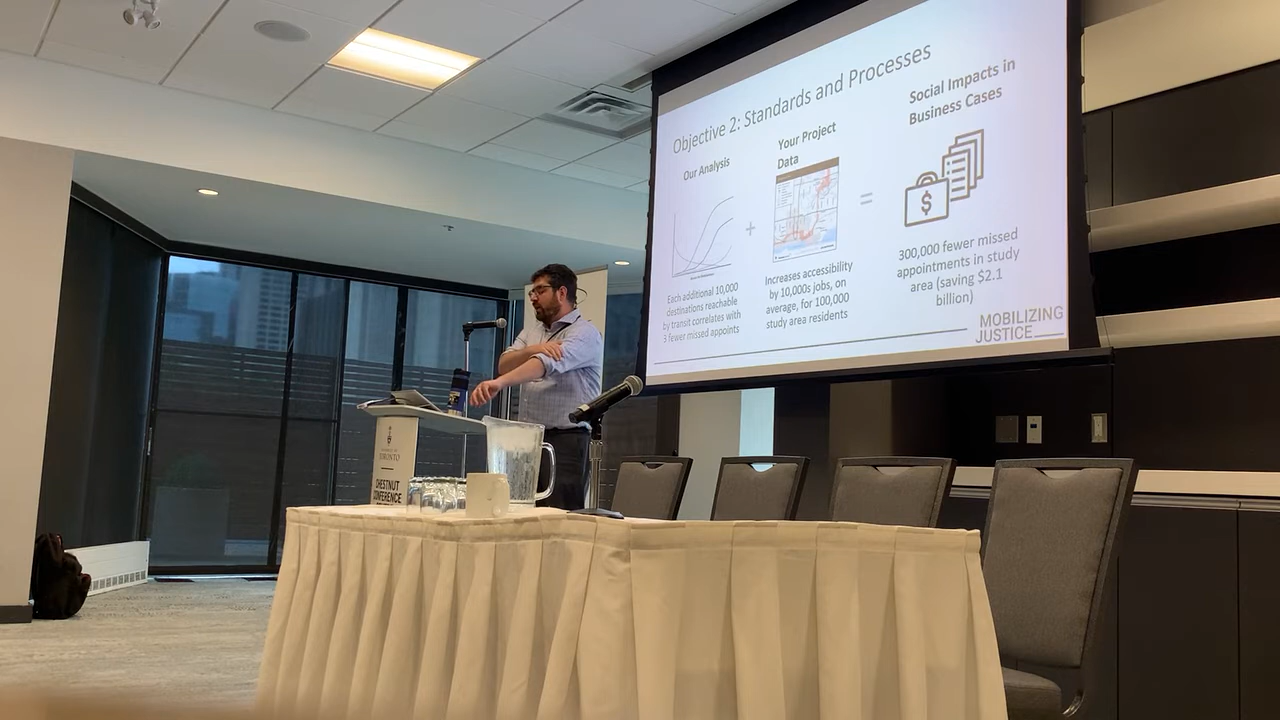 Objective 2: Standards and Processes
Our Analysis
Each additional 10,000
destinations reachable
by transit correlates with
3 fewer missed appoints
+
Your Project
Data
Increases accessibility
by 10,000s jobs, on
average, for 100,000
study area residents
=
Social Impacts in
Business Cases
$
300,000 fewer missed
appointments in study
area (saving $2.1
billion)
MOBILIZING
JUSTICE
TORONTO
CHESTNUT
CONFERENCE